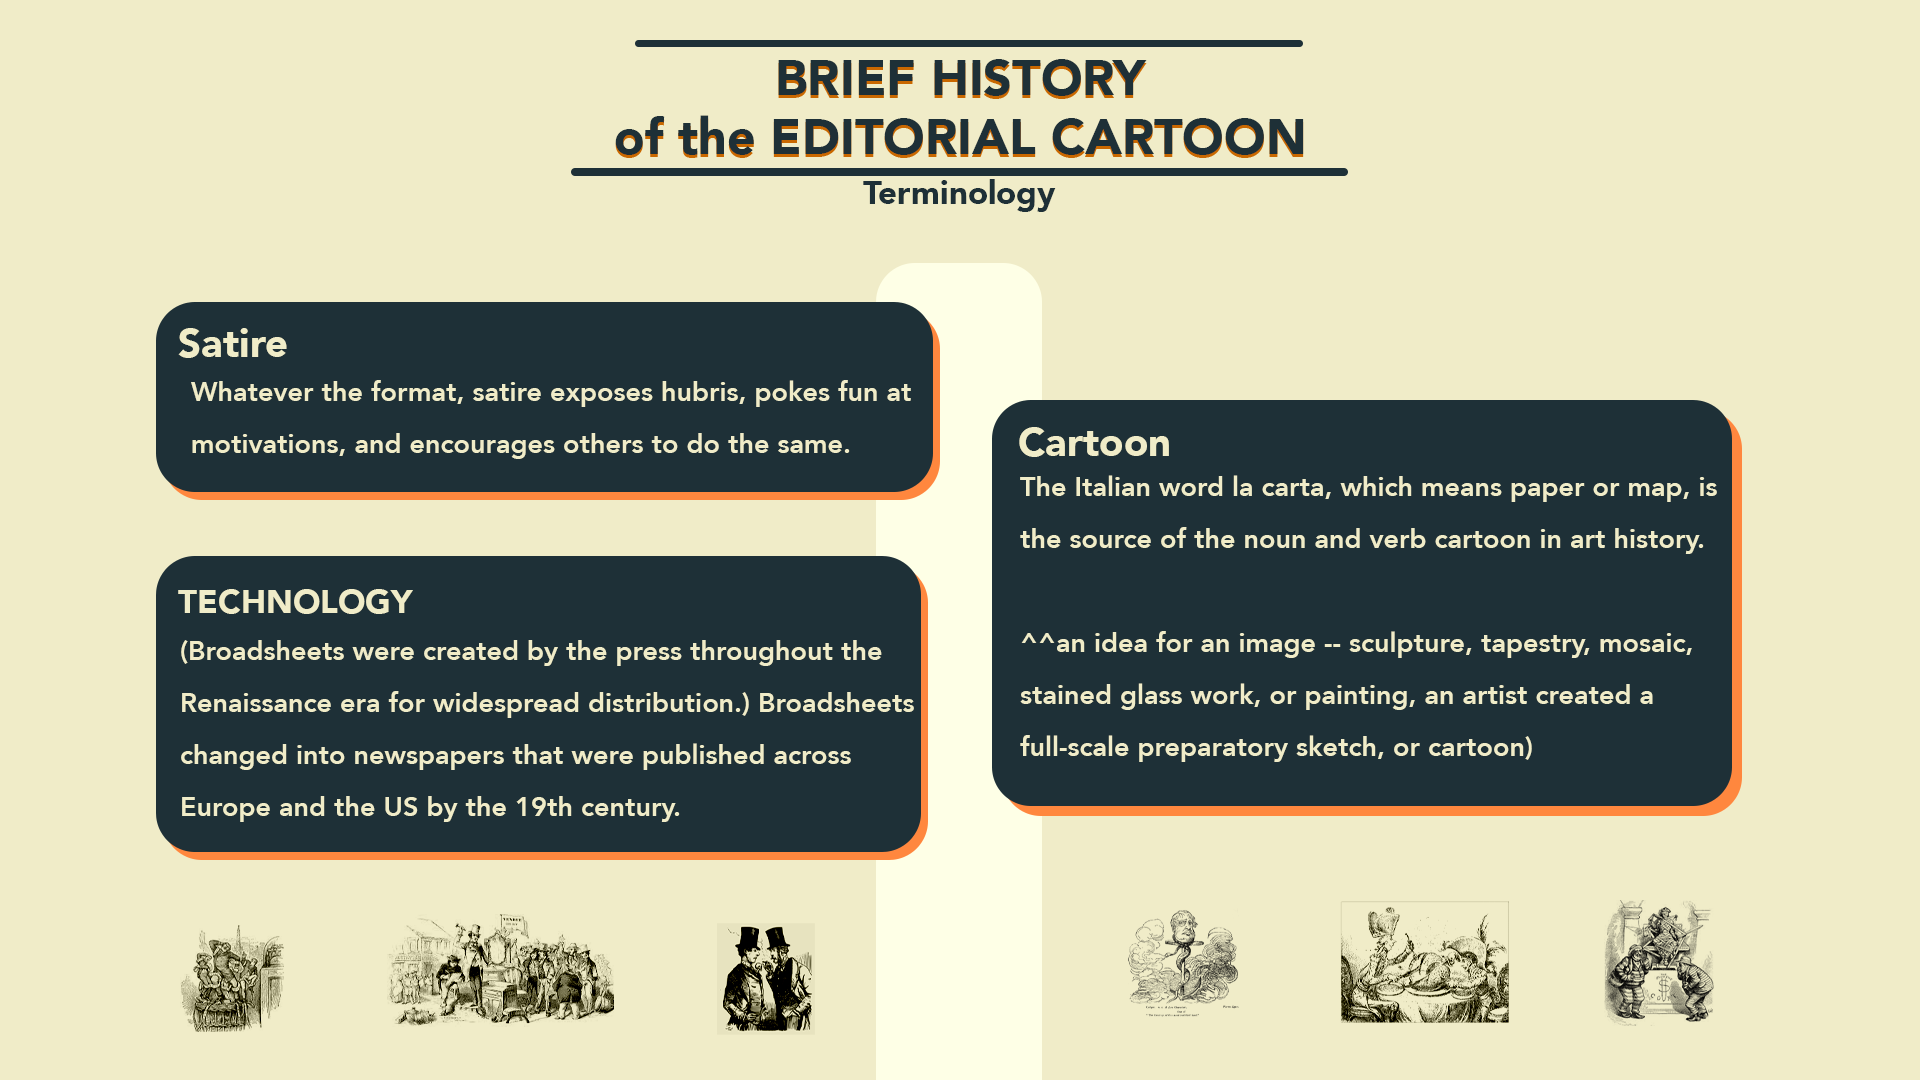 BRIEF HISTORY
of the EDITORIAL CARTOON
Terminology
Satire
Whatever the format, satire exposes hubris, pokes fun at
motivations, and encourages others to do the same.
TECHNOLOGY
(Broadsheets were created by the press throughout the
Renaissance era for widespread distribution.) Broadsheets
changed into newspapers that were published across
Europe and the US by the 19th century.
Cartoon
The Italian word la carta, which means paper or map, is
the source of the noun and verb cartoon in art history.
^^an idea for an image -- sculpture, tapestry, mosaic,
stained glass work, or painting, an artist created a
full-scale preparatory sketch, or cartoon)